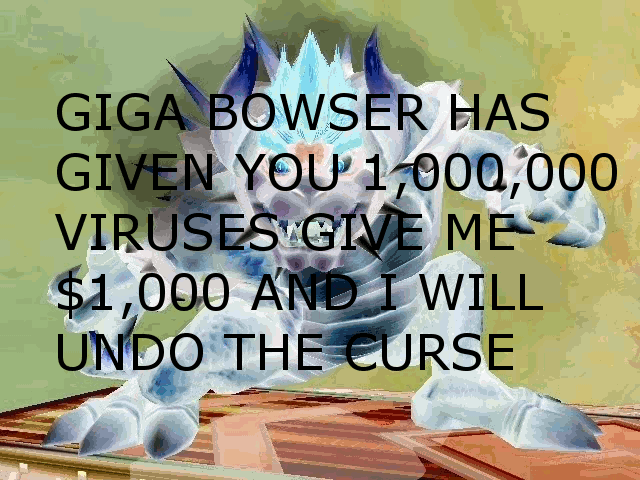 GIGA BOWSER HAS
GIVEN YOU 1,000,000
VIRUSES GIVE ME
$1,000 AND I WILL
UNDO THE CURSE